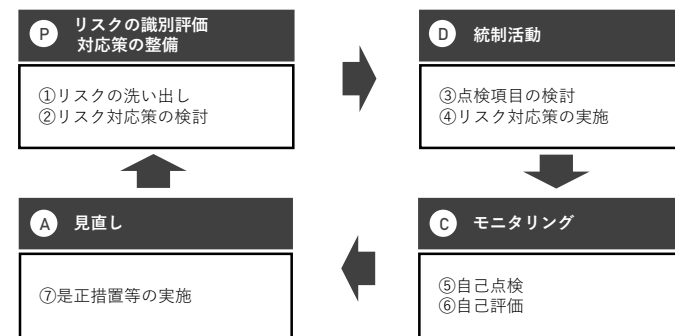 P
リスクの識別評価
対応策の整備
①リスクの洗い出し
②リスク対応策の検討
D
統制活動
③点検項目の検討
④リスク対応策の実施
A
見直し
⑦是正措置等の実施
C
モニタリング
⑤自己点検
⑥自己評価